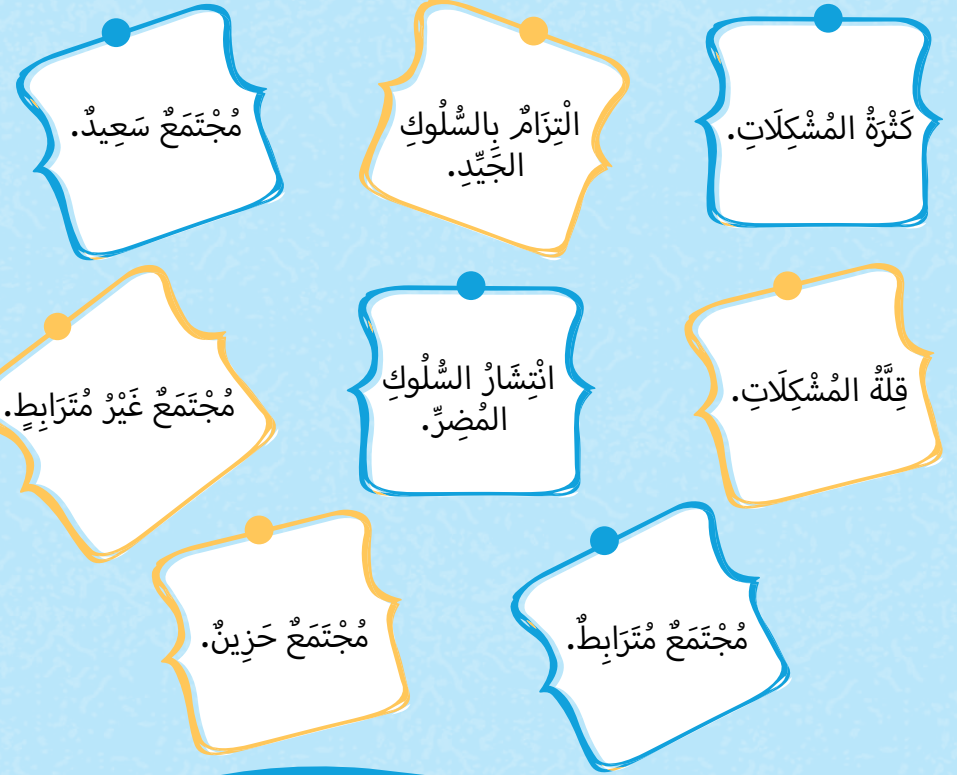 كَثْرَةُ المُشْكِلَاتِ.
الْتِزَامٌ بِالسُّلُوكِ
الجَيِّدِ.
مُجْتَمَعٌ سَعِيدٌ.
قِلَّةُ المُشْكِلَاتِ.
انْتِشَارُ السُّلُوكِ
المُضِرِّ.
مُجْتَمَعٌ غَيْرُ مُتَرَابِطٍ.
مُجْتَمَعٌ مُتَرَابِطٌ.
مُجْتَمَعٌ حَزِينٌ.